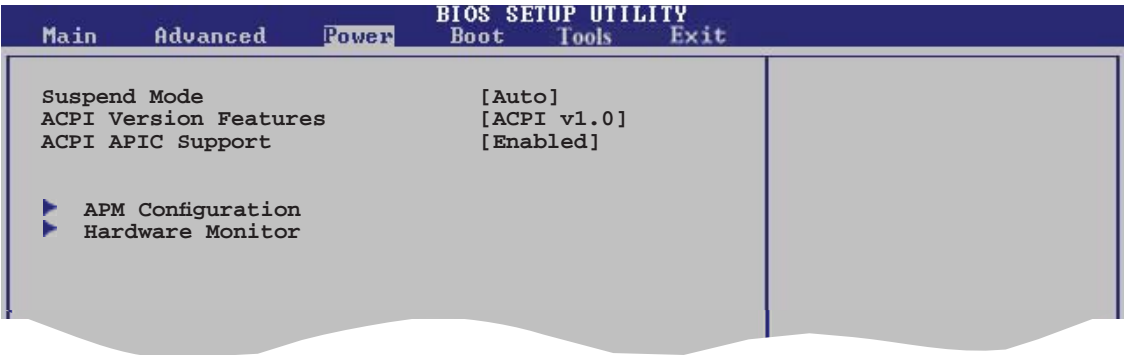 BIOS SETUP UTILITY
Main Advanced Power Boot Tools Exit
Suspend Mode [Auto]
ACPI Version Features [ACPI v1.0]
ACPI APIC Support [Enabled]
APM Configuration
Hardware Monitor